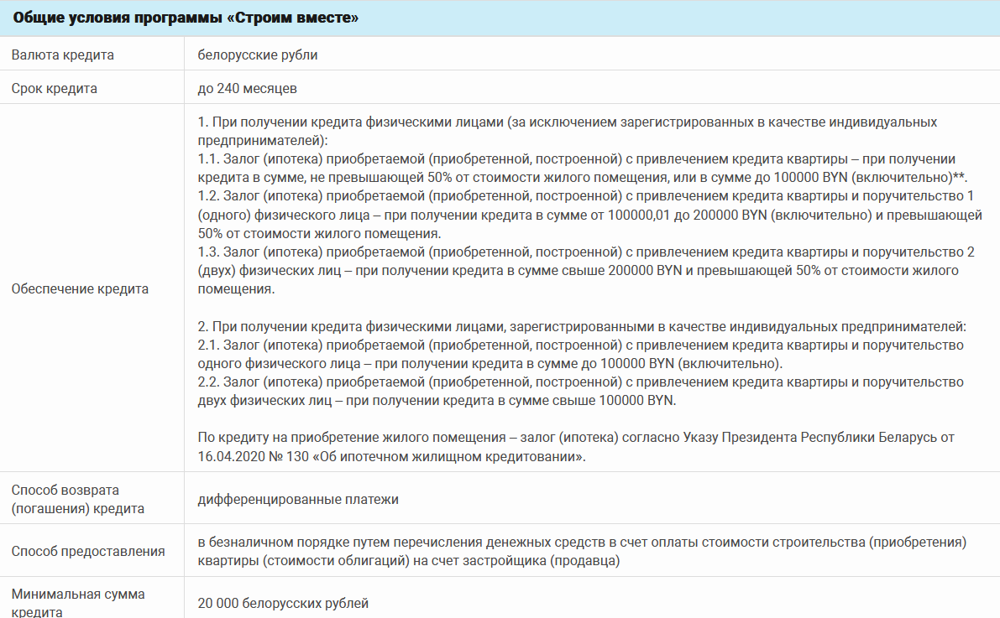 Общие условия программы «Строим вместе»
Валюта кредита
белорусские рубли
Срок кредита
до 240 месяцев
Обеспечение кредита
1. При получении кредита физическими лицами (за исключением зарегистрированных в качестве индивидуальных
предпринимателей):
1.1. Залог (ипотека) приобретаемой (приобретенной, построенной) с привлечением кредита квартиры – при получении
кредита в сумме, не превышающей 50% от стоимости жилого помещения, или в сумме до 100000 BYN (включительно)**.
1.2. Залог (ипотека) приобретаемой (приобретенной, построенной) с привлечением кредита квартиры и поручительство 1
(одного) физического лица – при получении кредита в сумме от 100000,01 до 200000 BYN (включительно) и превышающей
50% от стоимости жилого помещения.
1.3. Залог (ипотека) приобретаемой (приобретенной, построенной) с привлечением кредита квартиры и поручительство 2
(двух) физических лиц – при получении кредита в сумме свыше 200000 BYN и превышающей 50% от стоимости жилого
помещения.
2. При получении кредита физическими лицами, зарегистрированными в качестве индивидуальных предпринимателей:
2.1. Залог (ипотека) приобретаемой (приобретенной, построенной) с привлечением кредита квартиры и поручительство
одного физического лица – при получении кредита в сумме до 100000 BYN (включительно).
2.2. Залог (ипотека) приобретаемой (приобретенной, построенной) с привлечением кредита квартиры и поручительство
двух физических лиц – при получении кредита в сумме свыше 100000 BYN.
По кредиту на приобретение жилого помещения – залог (ипотека) согласно Указу Президента Республики Беларусь от
16.04.2020 № 130 «Об ипотечном жилищном кредитовании».
Способ возврата
(погашения) кредита
дифференцированные платежи
Способ предоставления
в безналичном порядке путем перечисления денежных средств в счет оплаты стоимости строительства (приобретения)
квартиры (стоимости облигаций) на счет застройщика (продавца)
Минимальная сумма
кредита
20 000 белорусских рублей